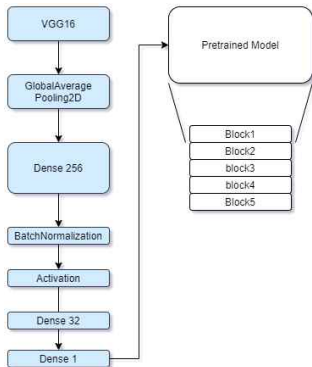 VGG16
GlobalAverage
Pooling2D
Dense 256
BatchNormalization
Activation
Dense 32
Dense 1
Pretrained Model
Block1
Block2
block3
block4
Block5